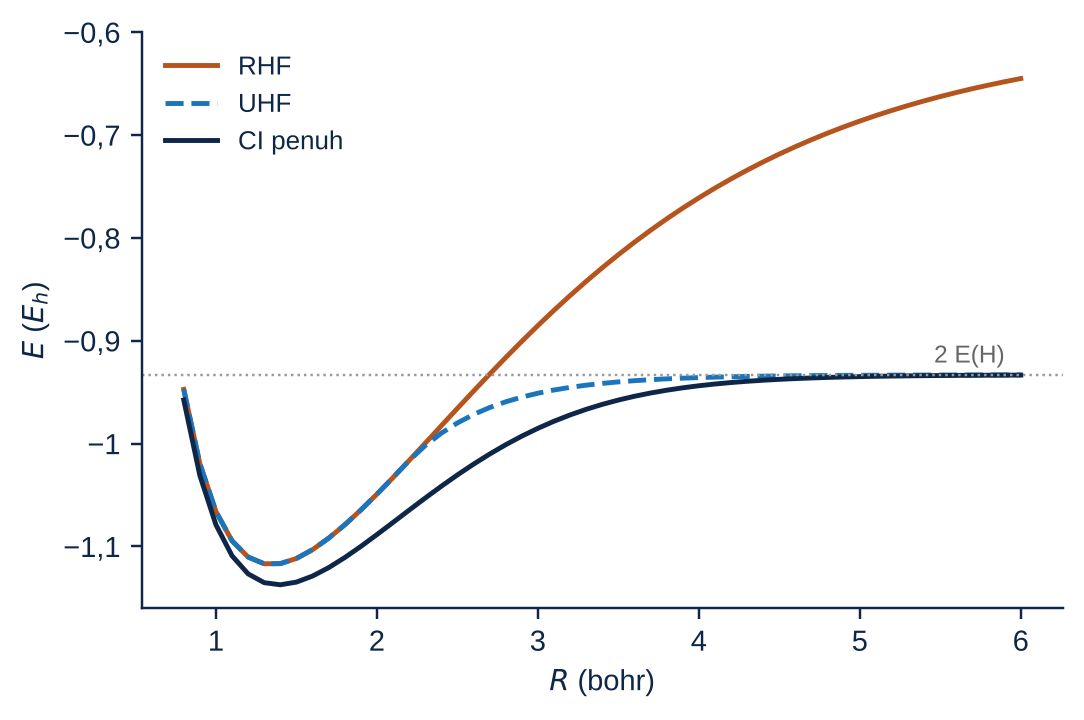 −0,6
−0,7
−0,8
−0,9
−1
−1,1
E (E_h)
RHF
UHF
CI penuh
2 E(H)
1 2 3 4 5 6
R (bohr)